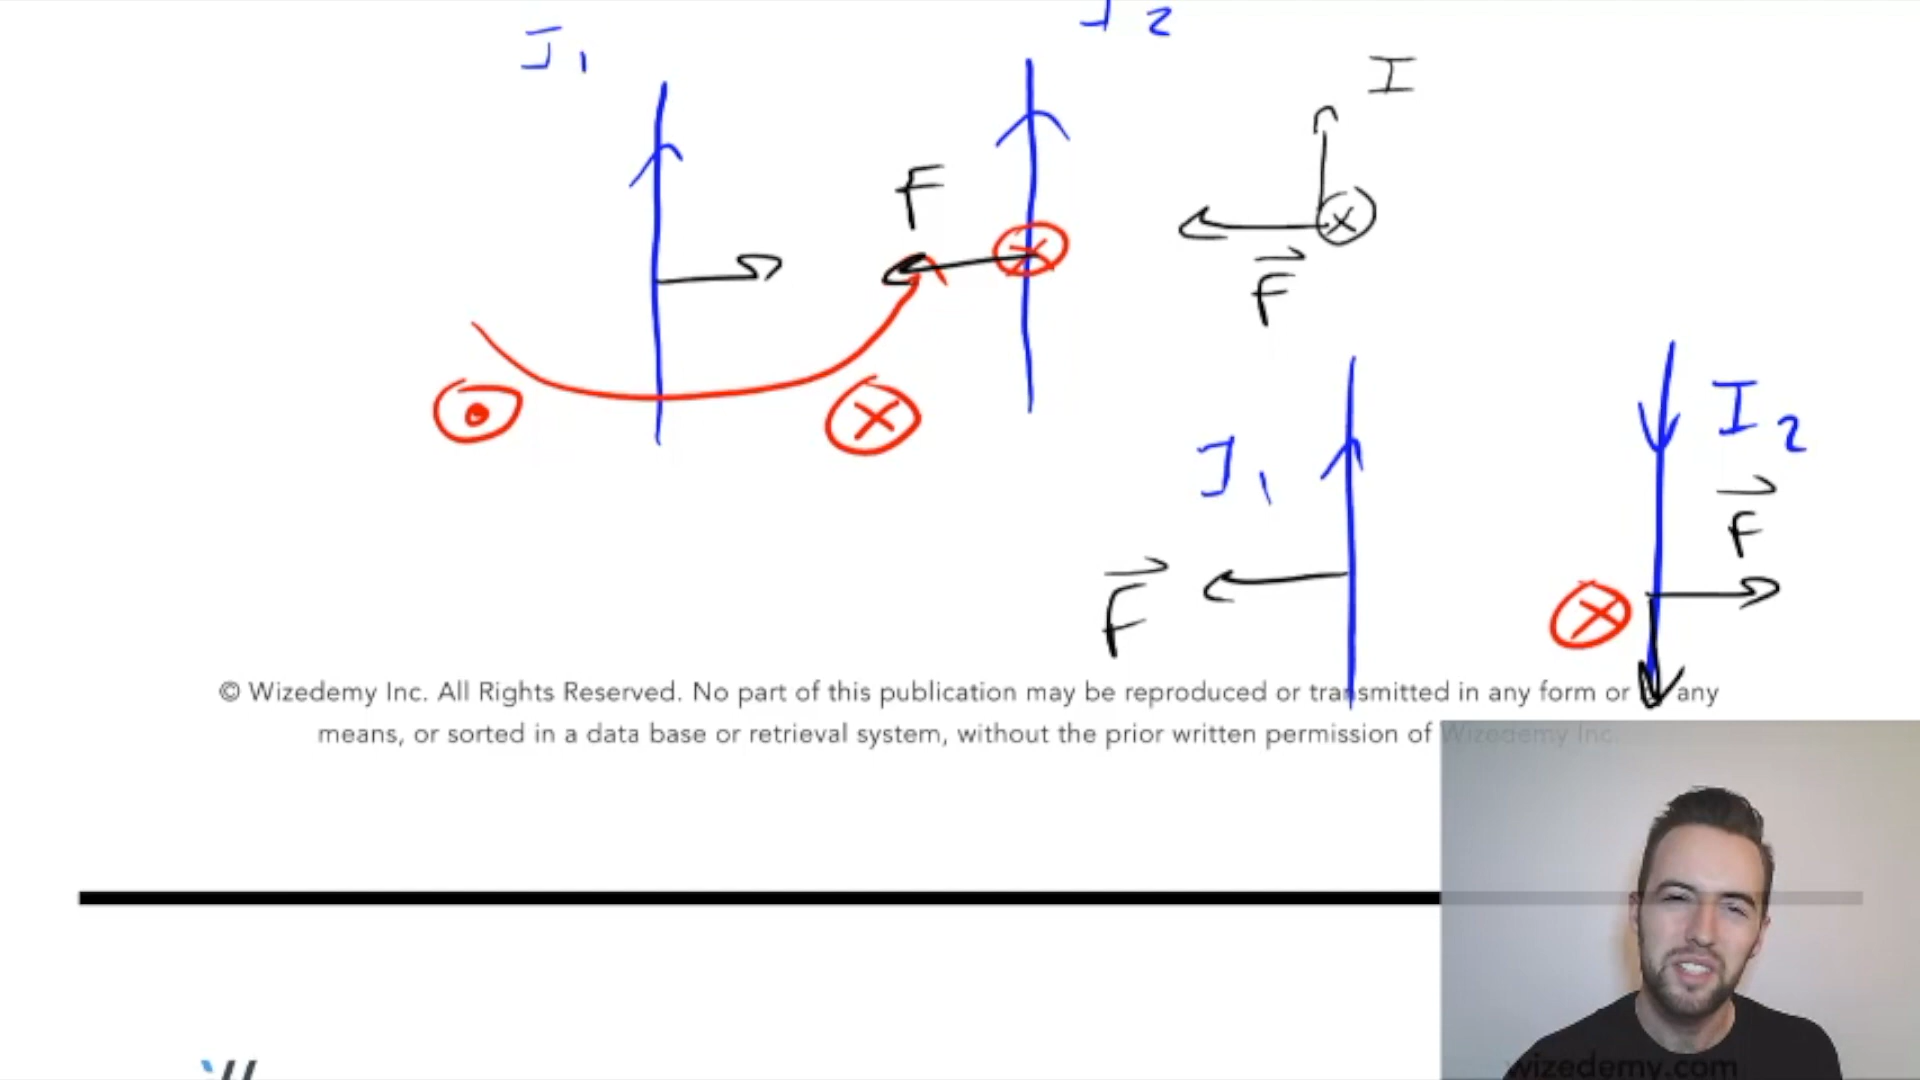 I1
I2
I
F
F
I1
I2
F
F
© Wizedemy Inc. All Rights Reserved. No part of this publication may be reproduced or transmitted in any form or any
means, or sorted in a data base or retrieval system, without the prior written permission of Wizedemy Inc.
wizedemy.com